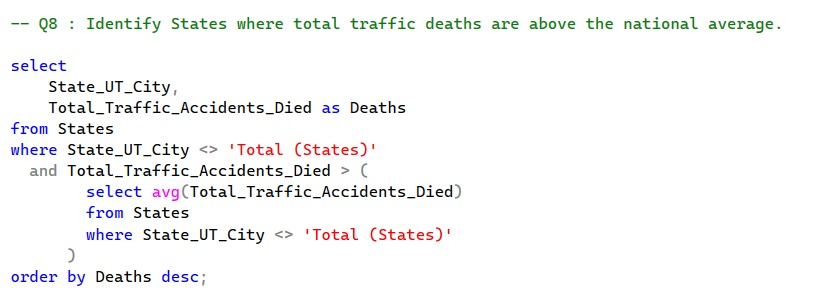 -- Q8 : Identify States where total traffic deaths are above the national average.
select
    State_UT_City,
    Total_Traffic_Accidents_Died as Deaths
from States
where State_UT_City <> 'Total (States)'
  and Total_Traffic_Accidents_Died > (
        select avg(Total_Traffic_Accidents_Died)
        from States
        where State_UT_City <> 'Total (States)'
      )
order by Deaths desc;